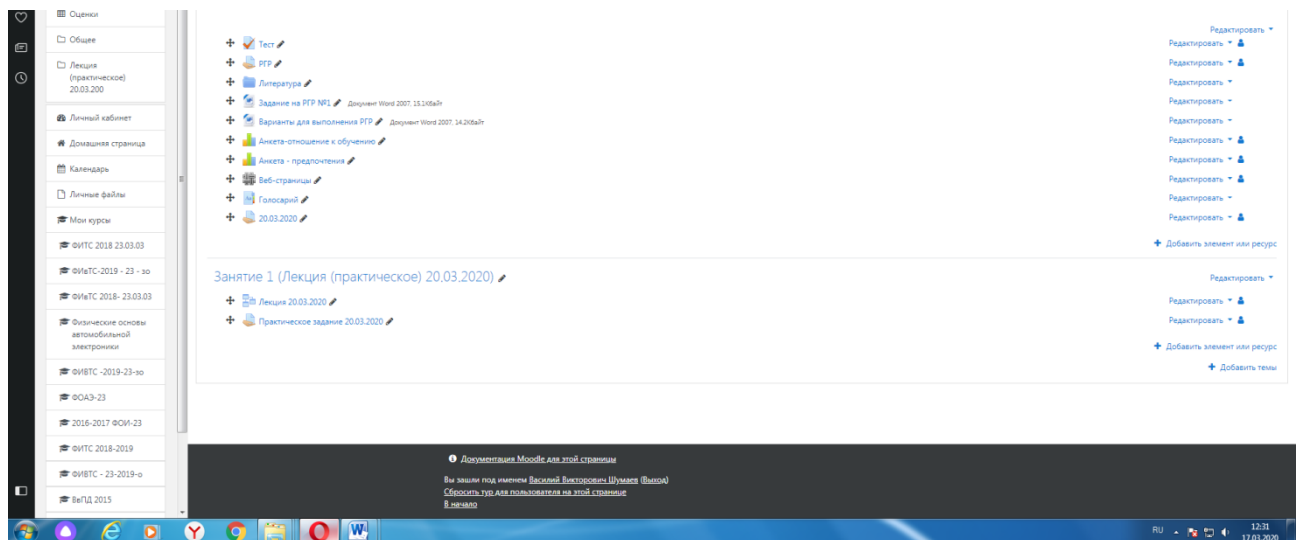 Оценки
Общее
Лекция
(практическое)
20.03.200
Личный кабинет
Домашняя страница
Календарь
Личные файлы
Мои курсы
ФИТС 2018 23.03.03
ФИвТС-2019 - 23 - зо
ФИвТС 2018- 23.03.03
Физические основы
автомобильной
электроники
ФИВТС -2019-23-зо
ФОАЭ-23
2016-2017 ФОИ-23
ФИТС 2018-2019
ФИВТС - 23-2019-о
ВвПД 2015
Редактировать
Тест Редактировать
РГР Редактировать
Литература Редактировать
Задание на РГР №1 Документ Word 2007, 15.1Кбайт Редактировать
Варианты для выполнения РГР Документ Word 2007, 14.2Кбайт Редактировать
Анкета-отношение к обучению Редактировать
Анкета - предпочтения Редактировать
Веб-страницы Редактировать
Голосарий Редактировать
20.03.2020 Редактировать
Добавить элемент или ресурс
Занятие 1 (Лекция (практическое) 20.03.2020) Редактировать
Лекция 20.03.2020 Редактировать
Практическое задание 20.03.2020 Редактировать
Добавить элемент или ресурс
Добавить темы
Документация Moodle для этой страницы
Вы зашли под именем Василий Викторович Шумаев (Выход)
Сбросить тур для пользователя на этой странице
В начало
RU 12:31
17.03.2020